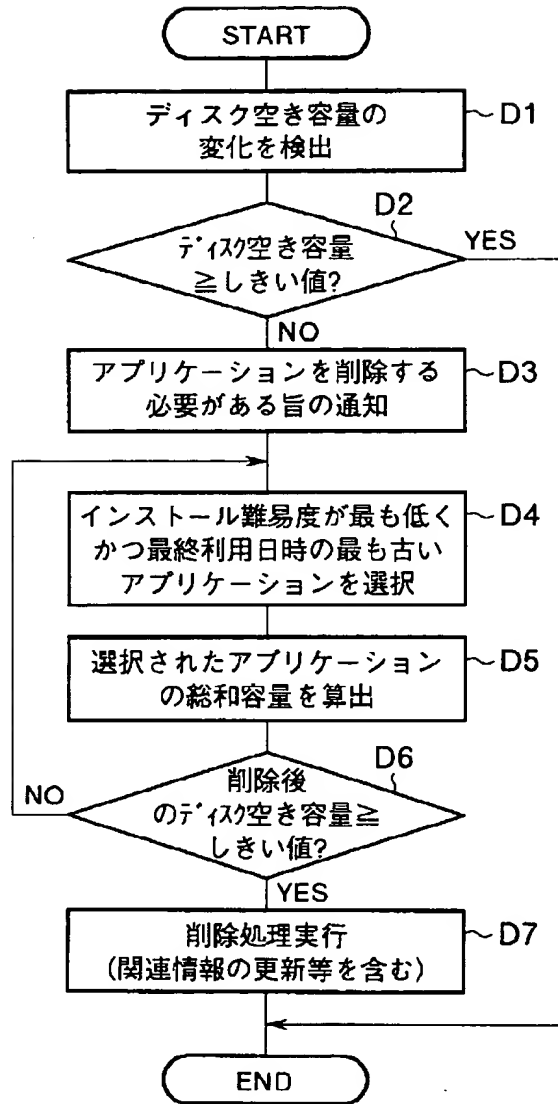 START
ディスク空き容量の
変化を検出
D1
D2
ディスク空き容量
≧しきい値?
YES
NO
アプリケーションを削除する
必要がある旨の通知
D3
インストール難易度が最も低く
かつ最終利用日時の最も古い
アプリケーションを選択
D4
選択されたアプリケーション
の総和容量を算出
D5
D6
削除後
のディスク空き容量≧
しきい値?
NO
YES
削除処理実行
(関連情報の更新等を含む)
D7
END